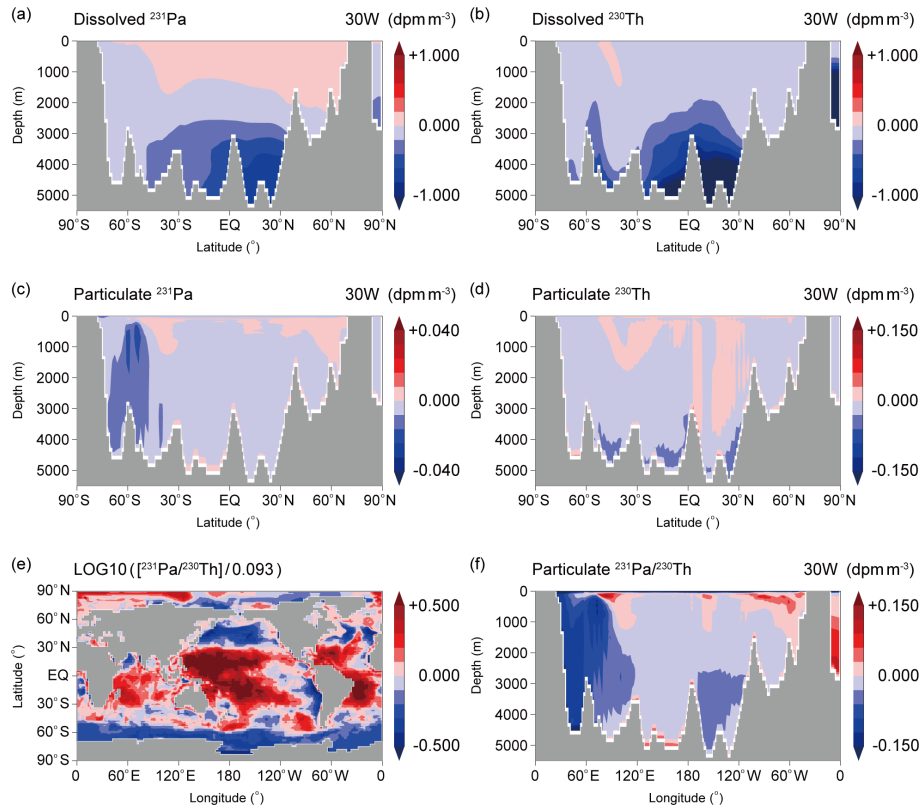 (a) Dissolved ²³¹Pa 30W (dpm m⁻³)
0
1000
2000
3000
4000
5000
Depth (m)
90°S 60°S 30°S EQ 30°N 60°N 90°N
Latitude (°)
+1.000
0.000
-1.000
(b) Dissolved ²³⁰Th 30W (dpm m⁻³)
0
1000
2000
3000
4000
5000
Depth (m)
90°S 60°S 30°S EQ 30°N 60°N 90°N
Latitude (°)
+1.000
0.000
-1.000
(c) Particulate ²³¹Pa 30W (dpm m⁻³)
0
1000
2000
3000
4000
5000
Depth (m)
90°S 60°S 30°S EQ 30°N 60°N 90°N
Latitude (°)
+0.040
0.000
-0.040
(d) Particulate ²³⁰Th 30W (dpm m⁻³)
0
1000
2000
3000
4000
5000
Depth (m)
90°S 60°S 30°S EQ 30°N 60°N 90°N
Latitude (°)
+0.150
0.000
-0.150
(e) LOG10 ( [²³¹Pa/²³⁰Th] / 0.093 )
90°N
60°N
30°N
EQ
30°S
60°S
90°S
Latitude (°)
0 60°E 120°E 180 120°W 60°W 0
Longitude (°)
+0.500
0.000
-0.500
(f) Particulate ²³¹Pa/²³⁰Th 30W (dpm m⁻³)
0
1000
2000
3000
4000
5000
Depth (m)
0 60°E 120°E 180 120°W 60°W 0
Longitude (°)
+0.150
0.000
-0.150